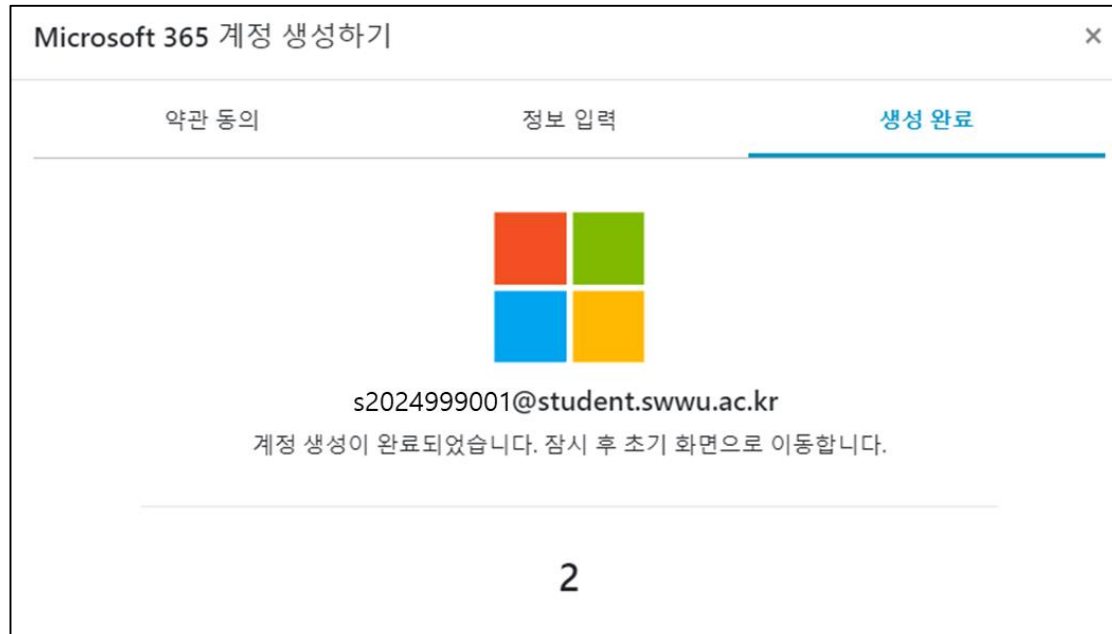 Microsoft 365 계정 생성하기 ×
약관 동의 정보 입력 생성 완료
s2024999001@student.swwu.ac.kr
계정 생성이 완료되었습니다. 잠시 후 초기 화면으로 이동합니다.
2